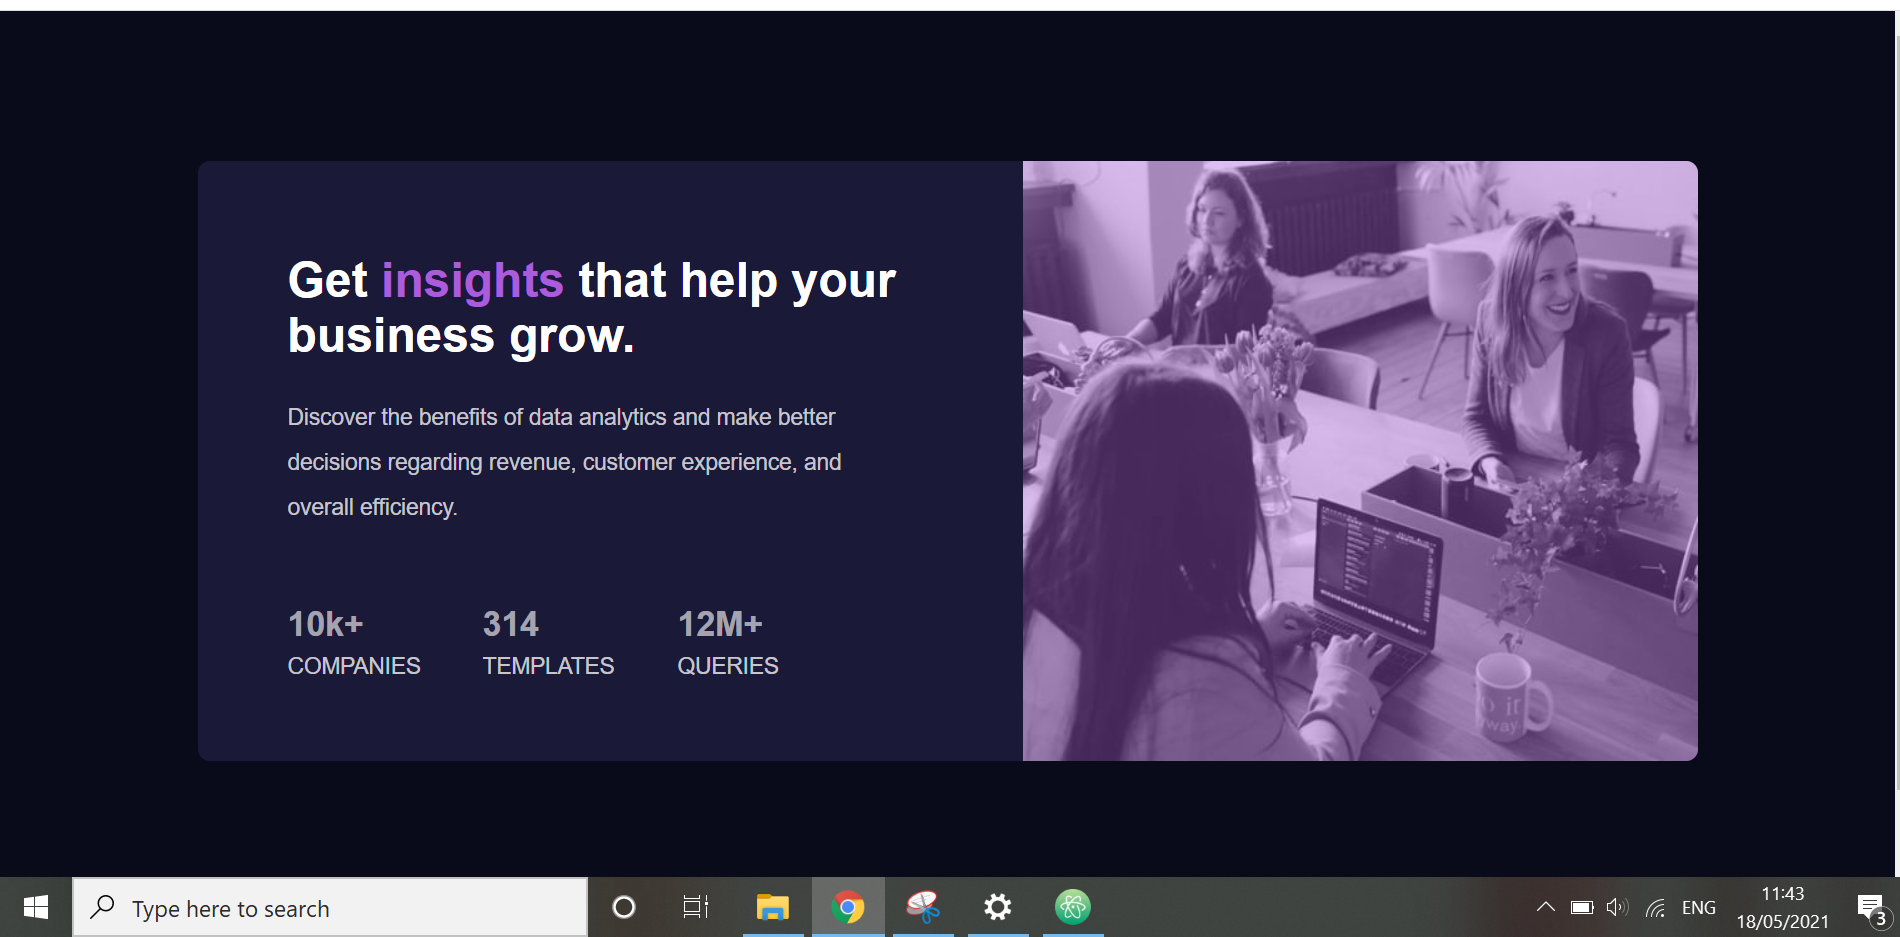 Get insights that help your
business grow.
Discover the benefits of data analytics and make better
decisions regarding revenue, customer experience, and
overall efficiency.
10k+ 314 12M+
COMPANIES TEMPLATES QUERIES
it
way.
Type here to search
ENG
11:43
18/05/2021
3